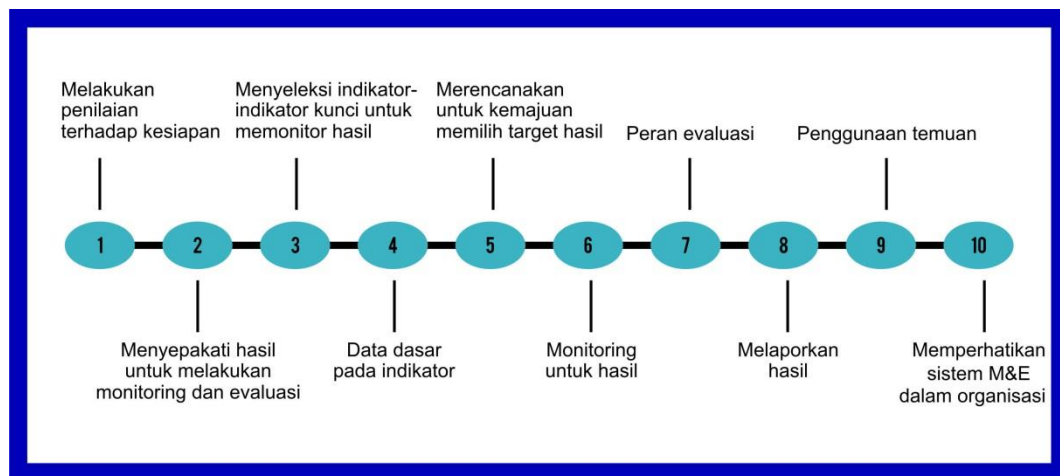 Melakukan
penilaian
terhadap kesiapan
Menyeleksi indikator-
indikator kunci untuk
memonitor hasil
Merencanakan
untuk kemajuan
memilih target hasil
Peran evaluasi
Penggunaan temuan
1
2
3
4
5
6
7
8
9
10
Menyepakati hasil
untuk melakukan
monitoring dan evaluasi
Data dasar
pada indikator
Monitoring
untuk hasil
Melaporkan
hasil
Memperhatikan
sistem M&E
dalam organisasi